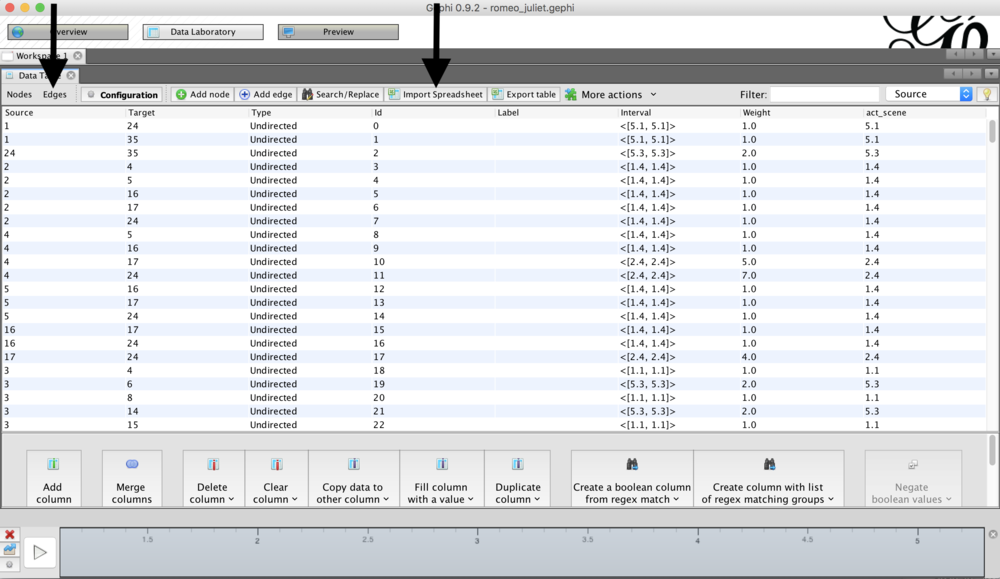 Gephi 0.9.2 - romeo_juliet.gephi
Data Laboratory Preview
Workspace 1
Data
Nodes Edges Configuration Add node Add edge Search/Replace Import Spreadsheet Export table More actions Filter: Source
Source Target Type Id Label Interval Weight act_scene
1 24 Undirected 0 <[5.1, 5.1]> 1.0 5.1
1 35 Undirected 1 <[5.1, 5.1]> 1.0 5.1
24 35 Undirected 2 <[5.3, 5.3]> 2.0 5.3
2 4 Undirected 3 <[1.4, 1.4]> 1.0 1.4
2 5 Undirected 4 <[1.4, 1.4]> 1.0 1.4
2 16 Undirected 5 <[1.4, 1.4]> 1.0 1.4
2 17 Undirected 6 <[1.4, 1.4]> 1.0 1.4
2 24 Undirected 7 <[1.4, 1.4]> 1.0 1.4
4 5 Undirected 8 <[1.4, 1.4]> 1.0 1.4
4 16 Undirected 9 <[1.4, 1.4]> 1.0 1.4
4 17 Undirected 10 <[2.4, 2.4]> 5.0 2.4
4 24 Undirected 11 <[2.4, 2.4]> 7.0 2.4
5 16 Undirected 12 <[1.4, 1.4]> 1.0 1.4
5 17 Undirected 13 <[1.4, 1.4]> 1.0 1.4
5 24 Undirected 14 <[1.4, 1.4]> 1.0 1.4
16 17 Undirected 15 <[1.4, 1.4]> 1.0 1.4
16 24 Undirected 16 <[1.4, 1.4]> 1.0 1.4
17 24 Undirected 17 <[2.4, 2.4]> 4.0 2.4
3 4 Undirected 18 <[1.1, 1.1]> 1.0 1.1
3 6 Undirected 19 <[5.3, 5.3]> 2.0 5.3
3 8 Undirected 20 <[1.1, 1.1]> 1.0 1.1
3 14 Undirected 21 <[5.3, 5.3]> 2.0 5.3
3 15 Undirected 22 <[1.1, 1.1]> 1.0 1.1
Add column
Merge columns
Delete column
Clear column
Copy data to other column
Fill column with a value
Duplicate column
Create a boolean column from regex match
Create column with list of regex matching groups
Negate boolean values
1.5 2 2.5 3 3.5 4 4.5 5